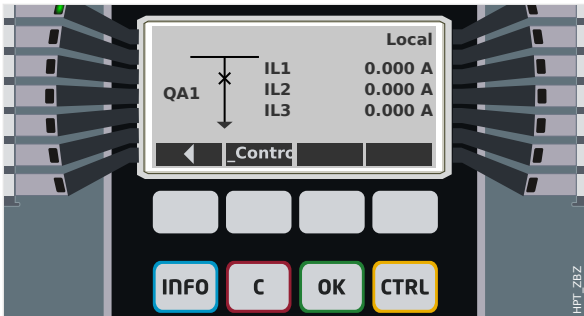 Local
IL1 0.000 A
QA1 IL2 0.000 A
IL3 0.000 A
_Contro
INFO C OK CTRL
HPT_ZBZ